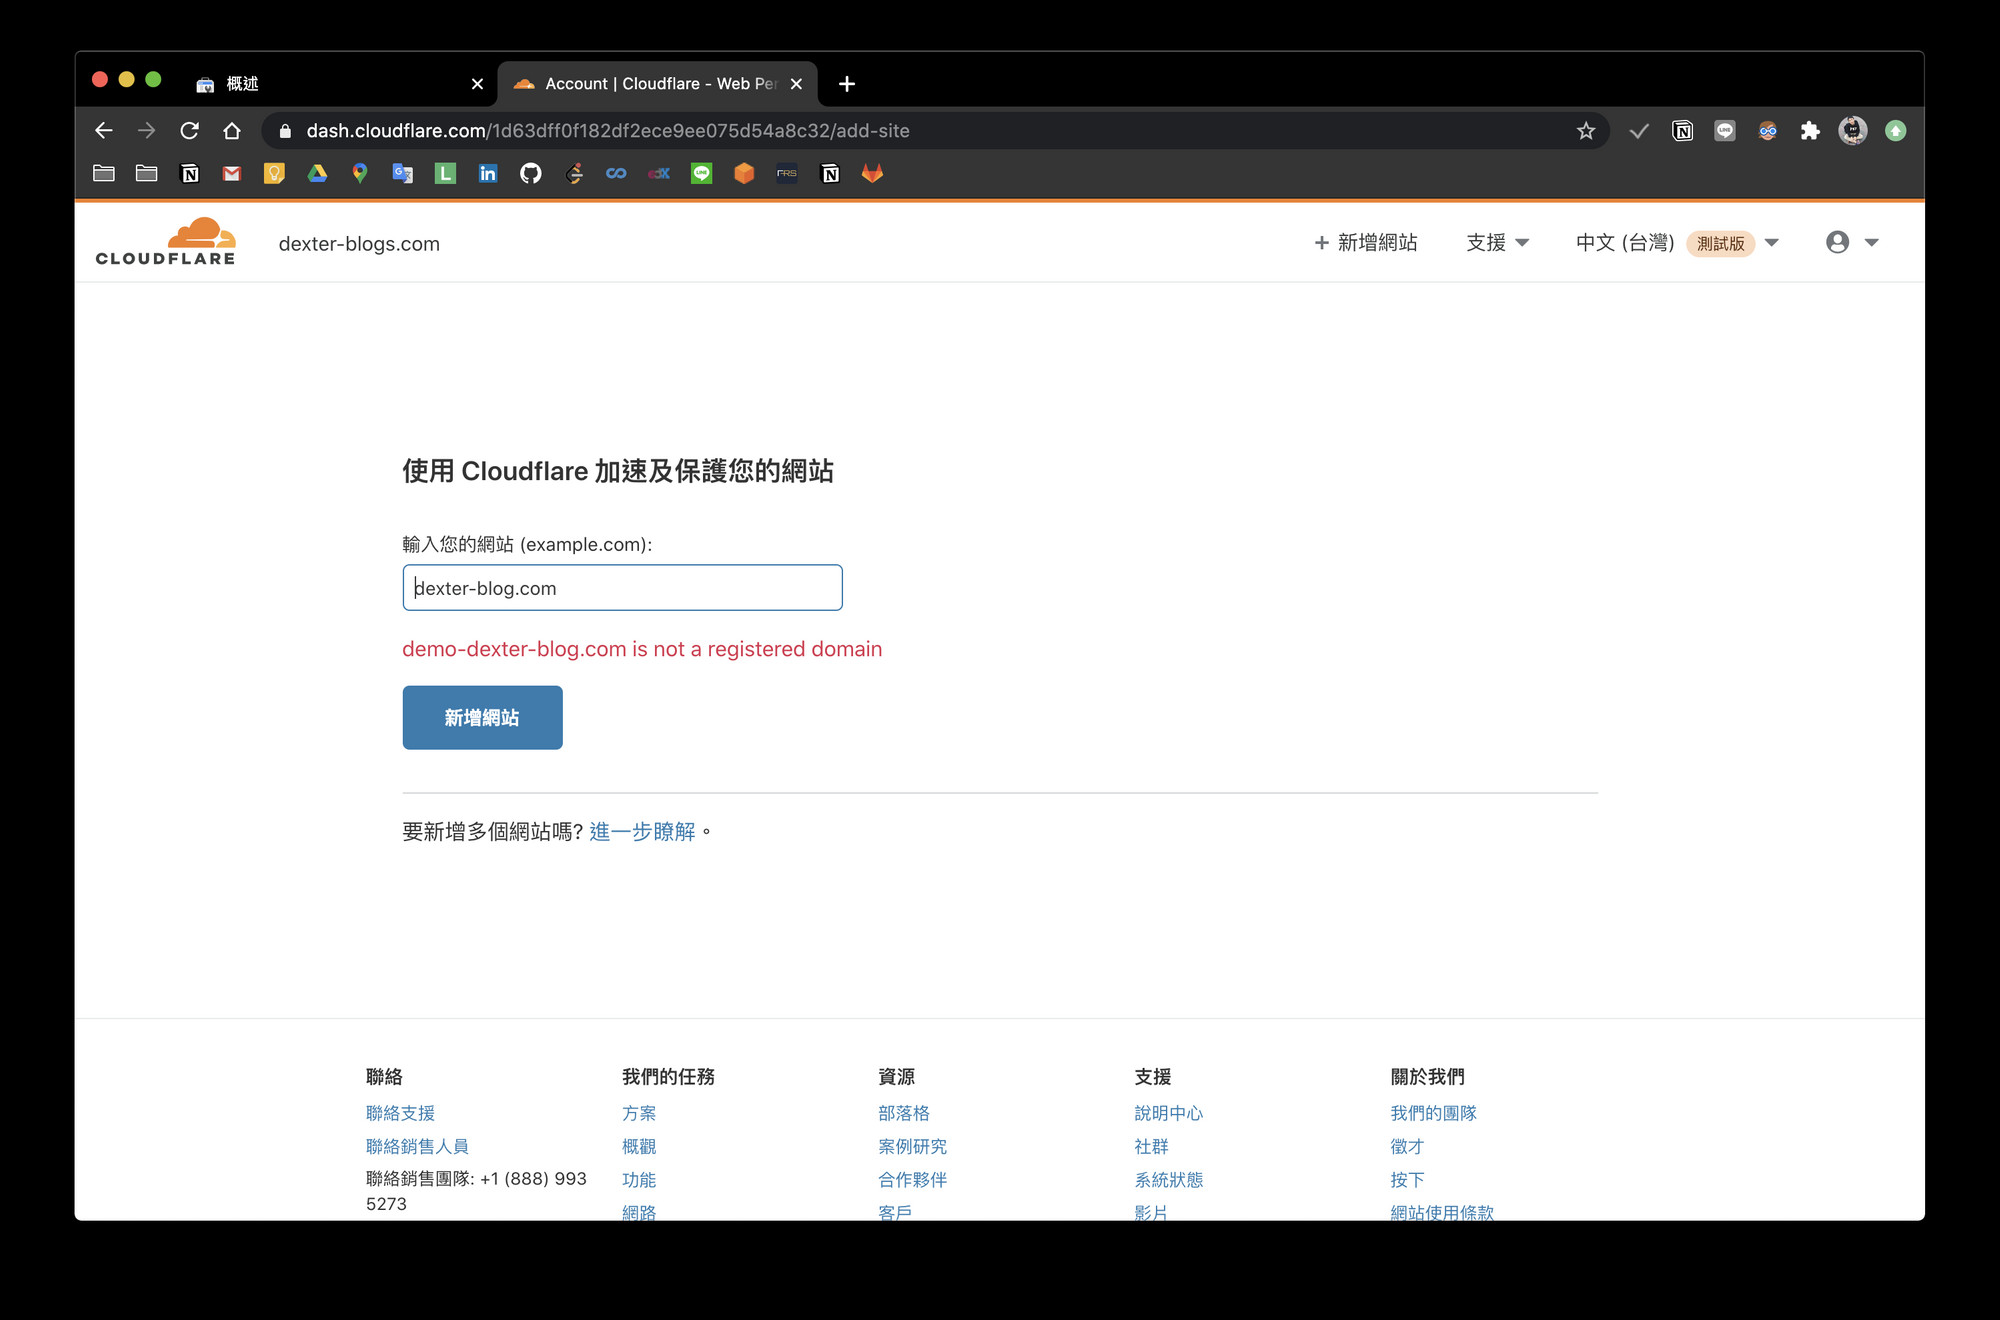 概述
Account | Cloudflare - Web Per
dash.cloudflare.com/1d63dff0f182df2ece9ee075d54a8c32/add-site
CLOUDFLARE
dexter-blogs.com
+ 新增網站
支援
中文 (台灣)
測試版
使用 Cloudflare 加速及保護您的網站
輸入您的網站 (example.com):
dexter-blog.com
demo-dexter-blog.com is not a registered domain
新增網站
要新增多個網站嗎? 進一步瞭解。
聯絡
聯絡支援
聯絡銷售人員
聯絡銷售團隊: +1 (888) 993
5273
我們的任務
方案
概觀
功能
網路
資源
部落格
案例研究
合作夥伴
客戶
支援
說明中心
社群
系統狀態
影片
關於我們
我們的團隊
徵才
按下
網站使用條款